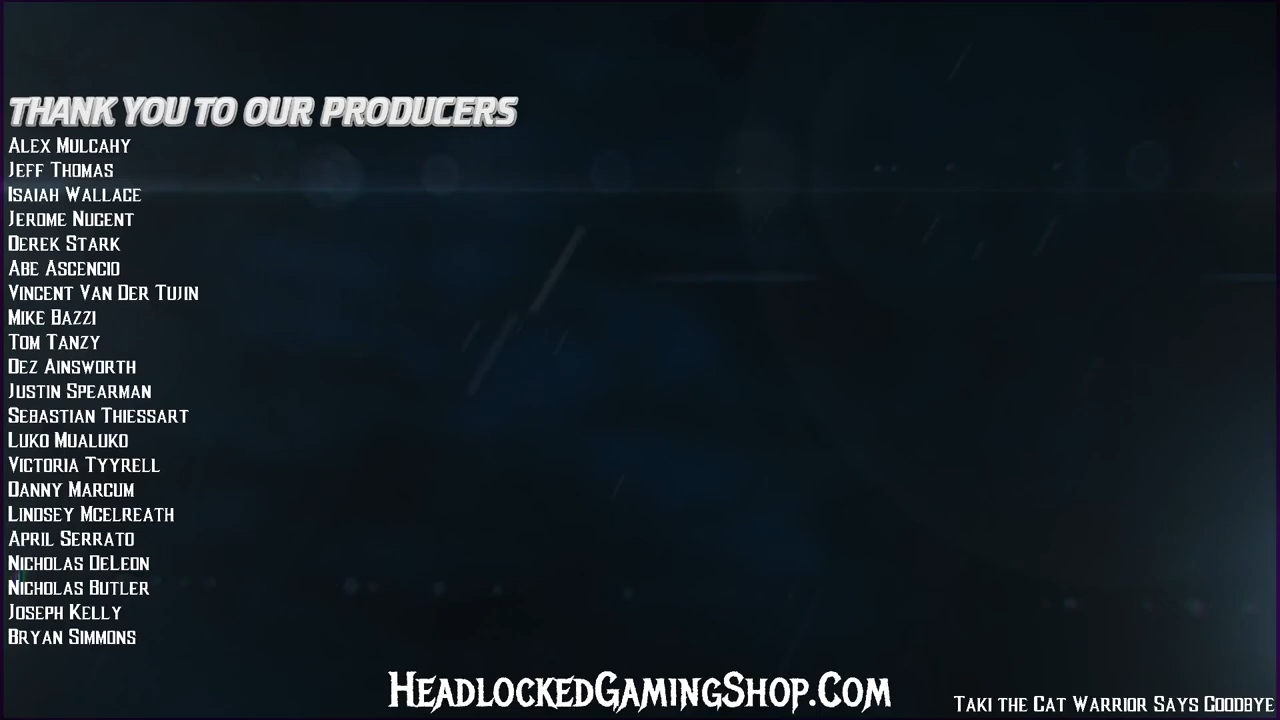 THANK YOU TO OUR PRODUCERS
ALEX MULCAHY
JEFF THOMAS
ISAIAH WALLACE
JEROME NUGENT
DEREK STARK
ABE ASCENCIO
VINCENT VAN DER TUJIN
MIKE BAZZI
TOM TANZY
DEZ AINSWORTH
JUSTIN SPEARMAN
SEBASTIAN THIESSART
LUKO MUALUKO
VICTORIA TYYRELL
DANNY MARCUM
LINDSEY MCELREATH
APRIL SERRATO
NICHOLAS DELEON
NICHOLAS BUTLER
JOSEPH KELLY
BRYAN SIMMONS
HEADLOCKEDGAMINGSHOP.COM
TAKI THE CAT WARRIOR SAYS GOODBYE